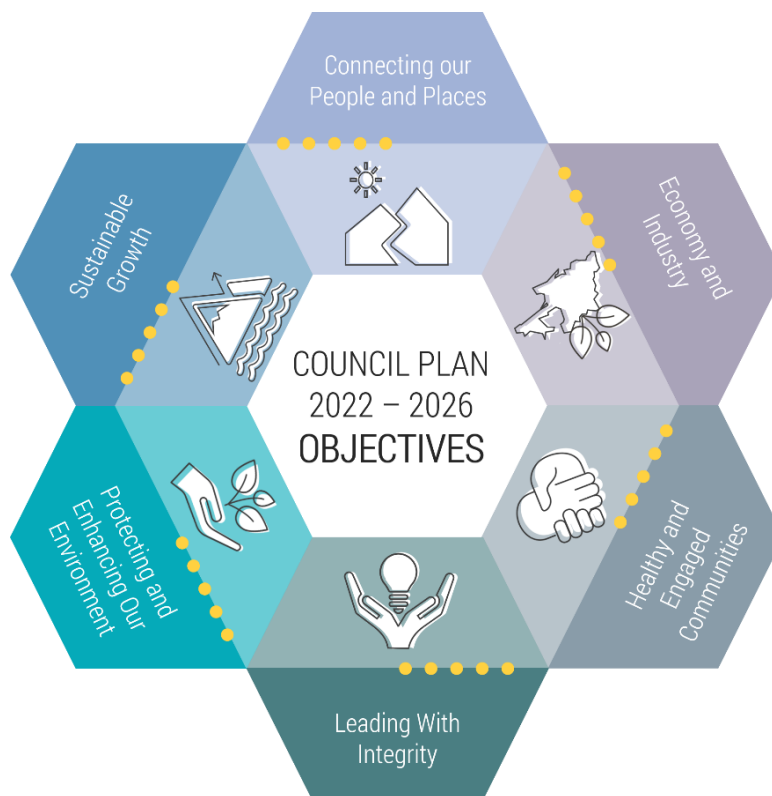 Connecting our
People and Places
Economy and
Industry
Healthy and
Engaged
Communities
Leading With
Integrity
Protecting and
Enhancing Our
Environment
Sustainable
Growth
COUNCIL PLAN
2022 – 2026
OBJECTIVES